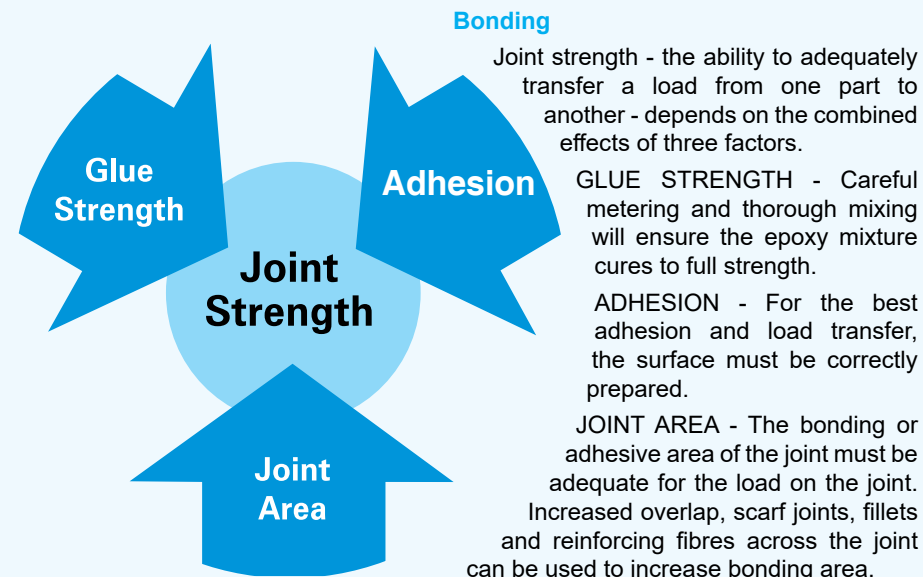 Bonding
Joint strength - the ability to adequately
transfer a load from one part to
another - depends on the combined
effects of three factors.
GLUE STRENGTH - Careful
metering and thorough mixing
will ensure the epoxy mixture
cures to full strength.
ADHESION - For the best
adhesion and load transfer,
the surface must be correctly
prepared.
JOINT AREA - The bonding or
adhesive area of the joint must be
adequate for the load on the joint.
Increased overlap, scarf joints, fillets
and reinforcing fibres across the joint
can be used to increase bonding area.
Glue
Strength
Adhesion
Joint
Strength
Joint
Area